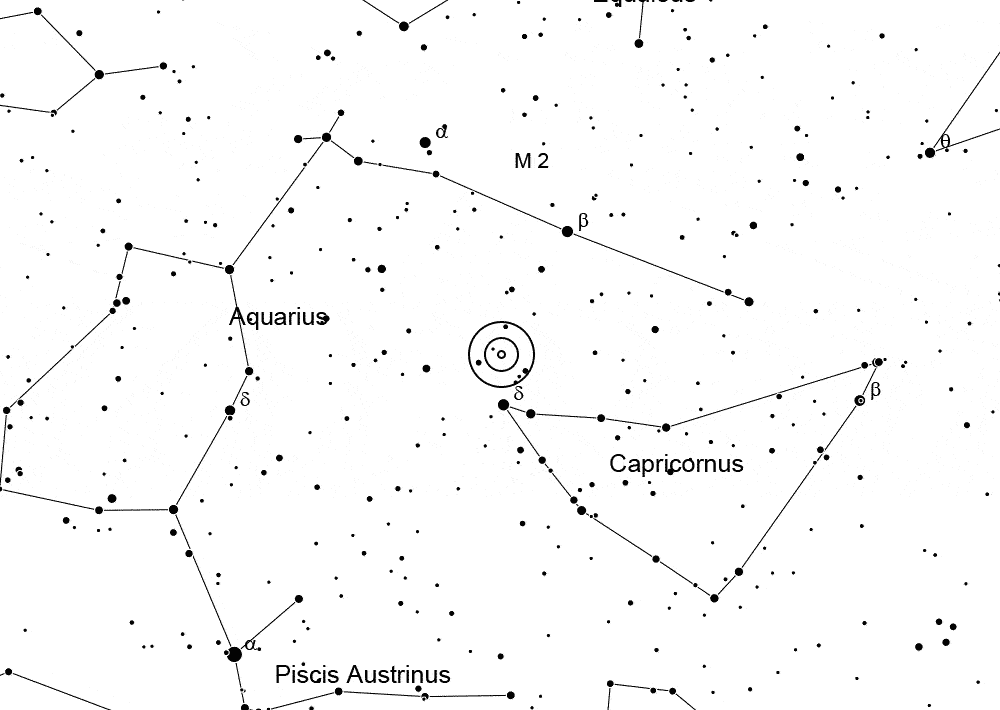 Equuleus
α
θ
M 2
β
Aquarius
δ
δ
β
Capricornus
α
Piscis Austrinus